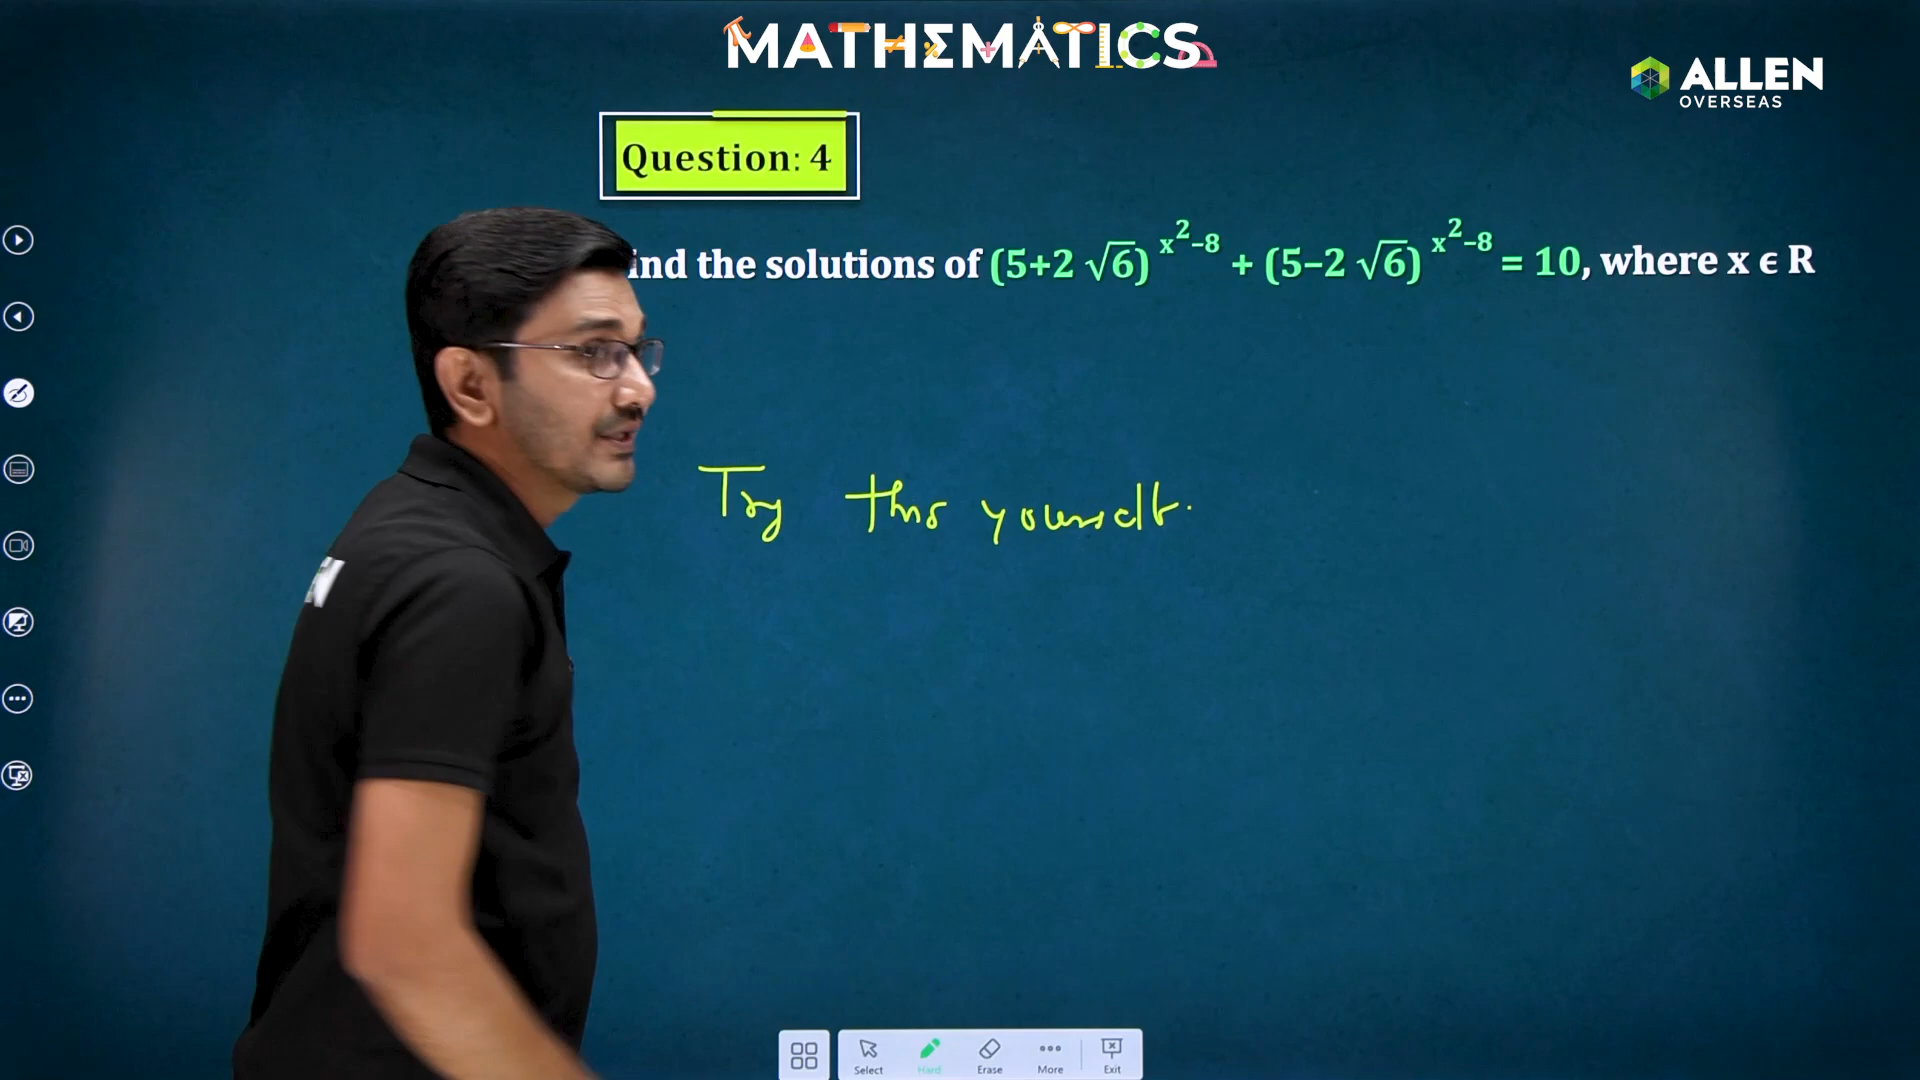 MATHEMATICS
ALLEN
OVERSEAS
Question: 4
ind the solutions of (5+2 √6)^x²–8 + (5–2 √6)^x²–8 = 10, where x ϵ R
Try this yourself.
Select
Hard
Erase
More
Exit